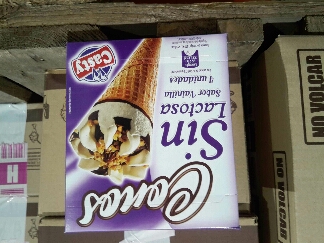 Conos
Sin
Lactosa
Sabor Vainilla
4 unidades
Casty
NO VOLCAR
NO VOLCAR